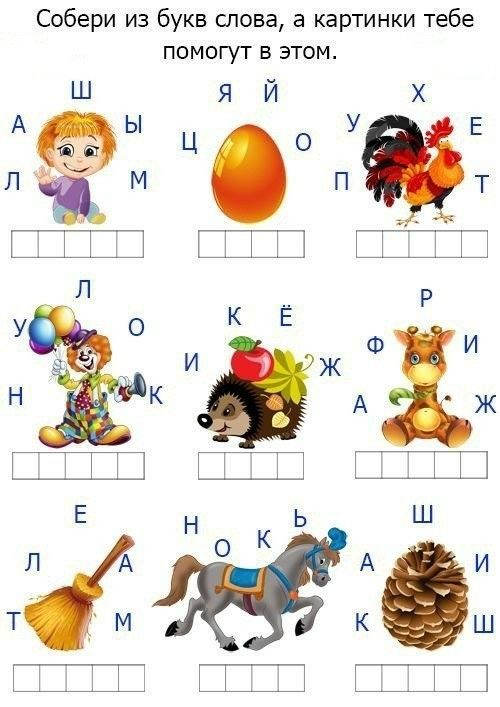 Собери из букв слова, а картинки тебе
помогут в этом.
Ш
А Ы
Л М
Я Й
Ц О
Х
У Е
П Т
Л
У О
Н К
К Ё
И Ж
Р
Ф И
А Ж
Е
Л А
Т М
Н О К Ь
Ш
А И
К Ш